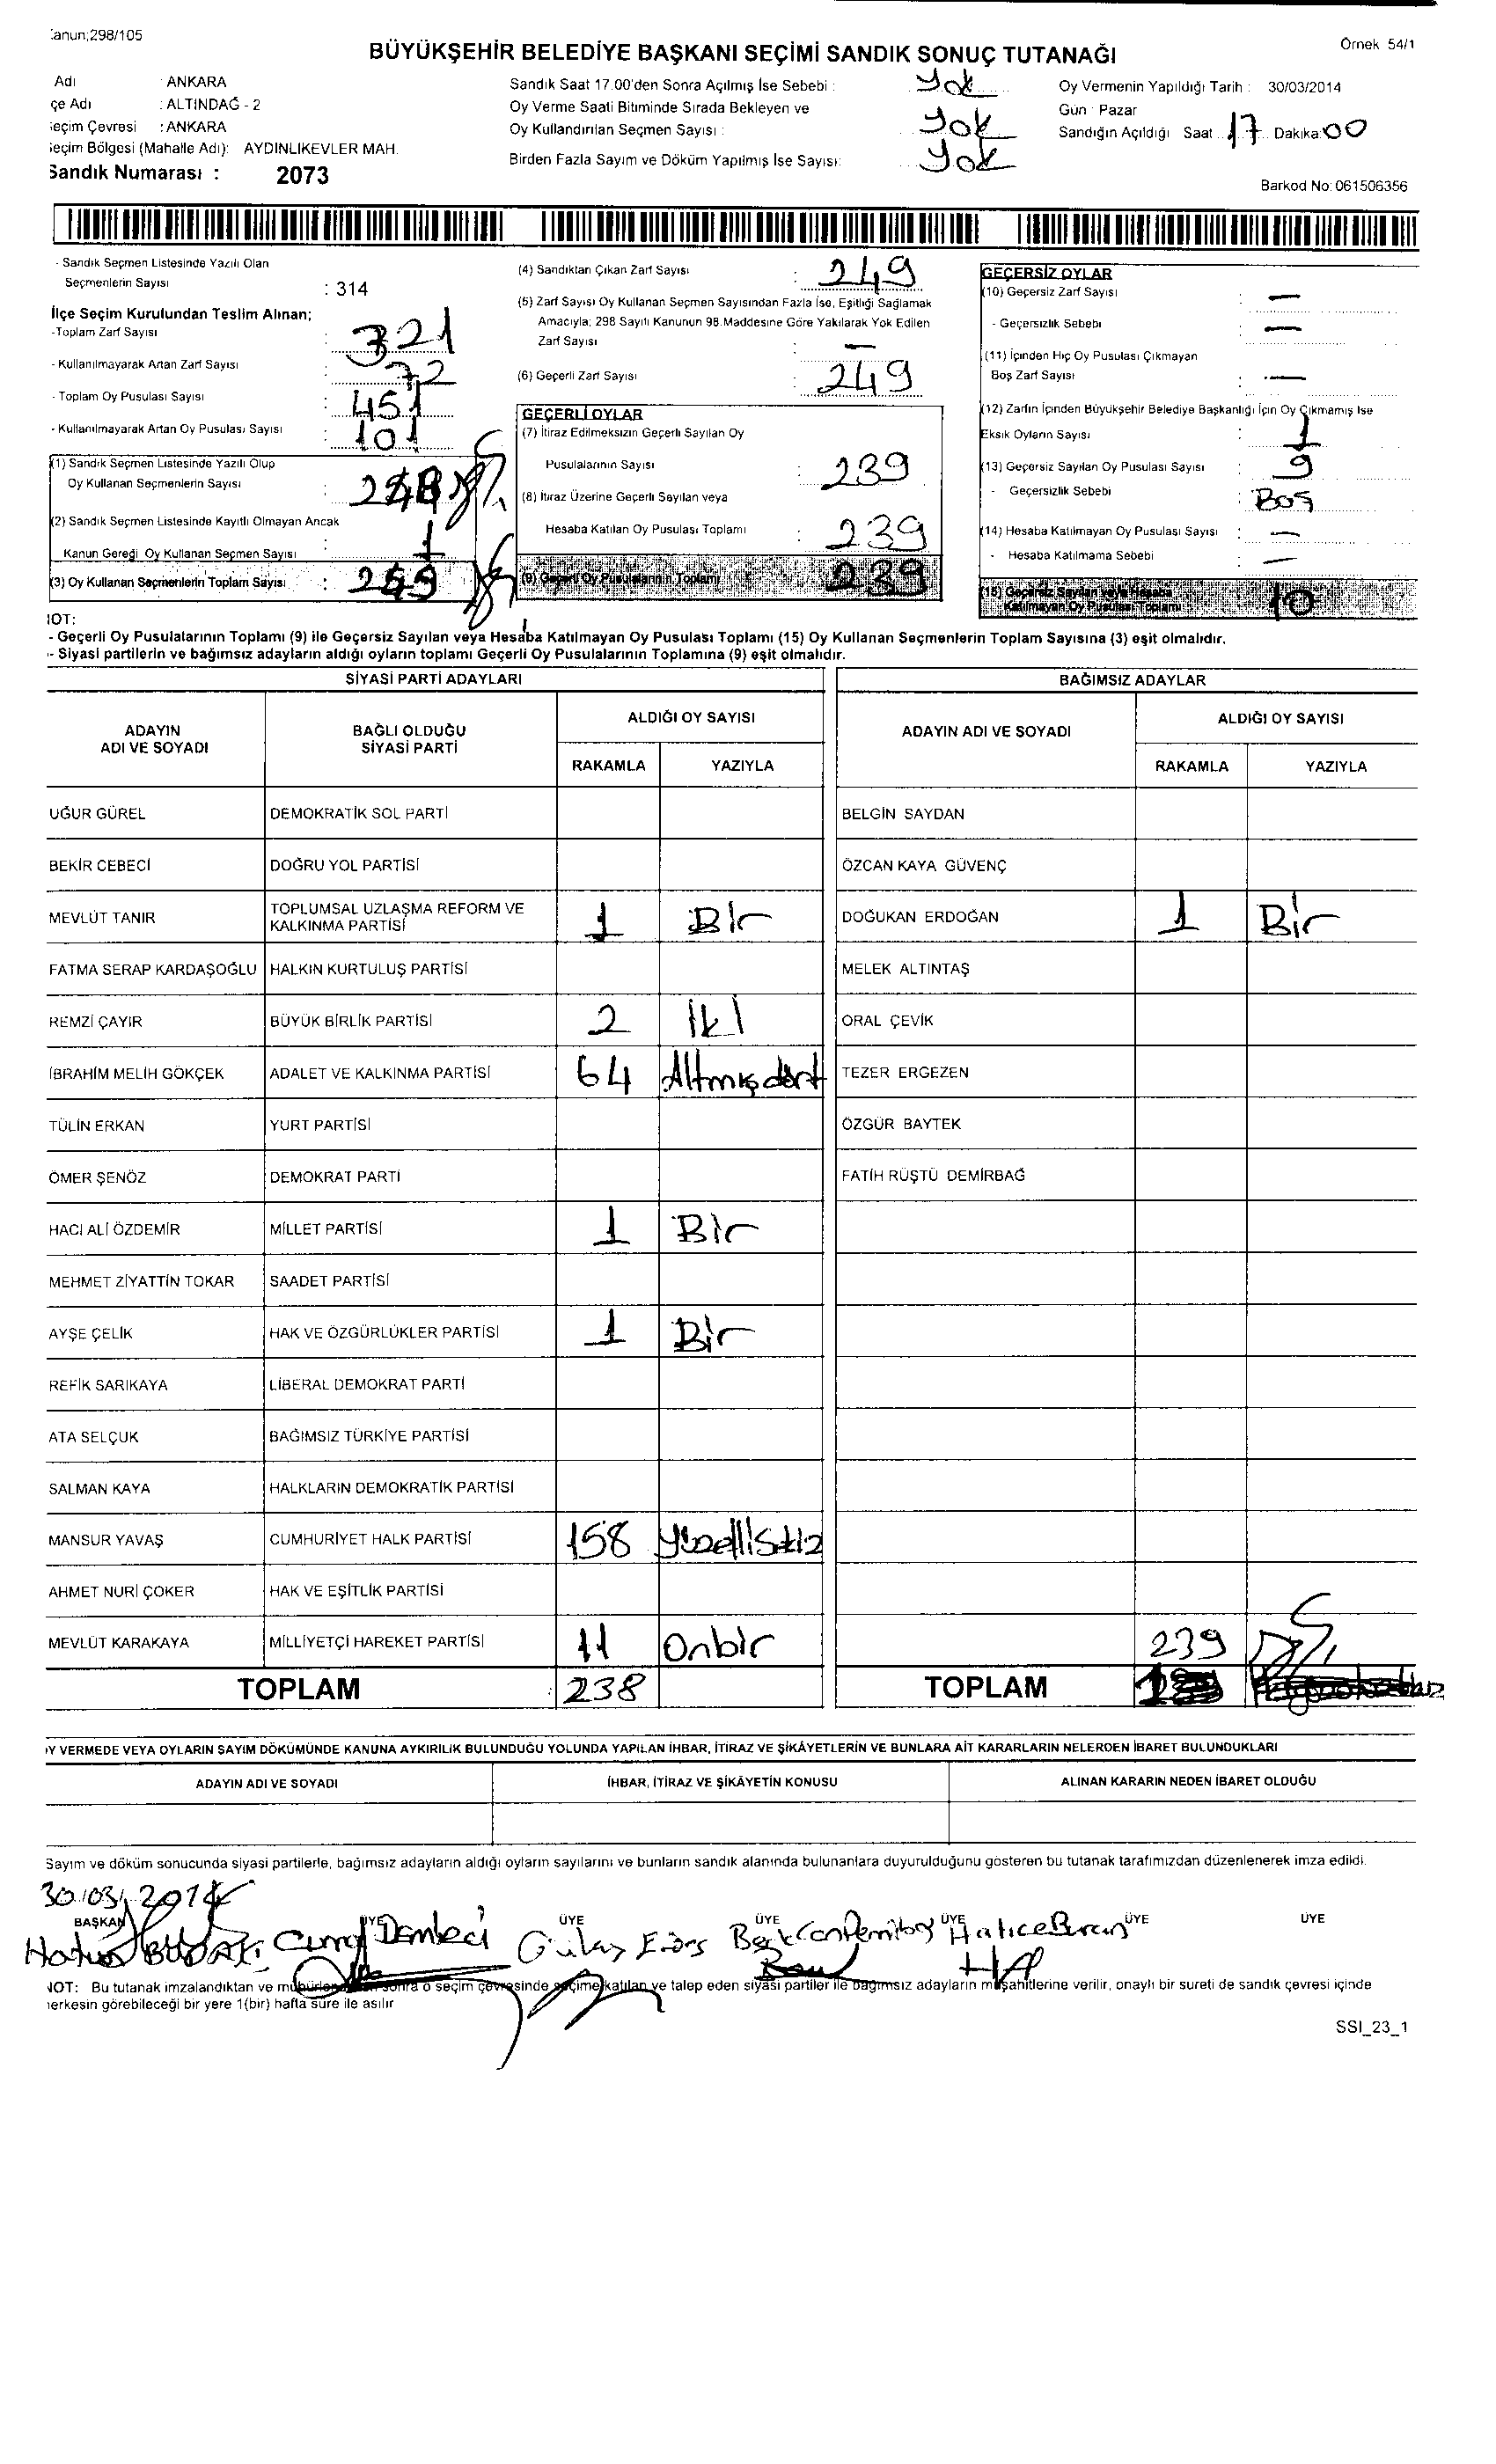 anun;298/105
BÜYÜKŞEHİR BELEDİYE BAŞKANI SEÇİMİ SANDIK SONUÇ TUTANAĞI
Örnek 54/1
Adı : ANKARA
çe Adı : ALTINDAĞ - 2
eçim Çevresi : ANKARA
eçim Bölgesi (Mahalle Adı): AYDINLIKEVLER MAH.
Sandık Numarası : 2073
Sandık Saat 17.00'den Sonra Açılmış İse Sebebi : Yok
Oy Verme Saati Bitiminde Sırada Bekleyen ve
Oy Kullandırılan Seçmen Sayısı : Yok
Birden Fazla Sayım ve Döküm Yapılmış İse Sayısı: Yok
Oy Vermenin Yapıldığı Tarih : 30/03/2014
Gün : Pazar
Sandığın Açıldığı Saat 17 Dakika:00
Barkod No: 061506356
- Sandık Seçmen Listesinde Yazılı Olan
Seçmenlerin Sayısı : 314
İlçe Seçim Kurulundan Teslim Alınan;
-Toplam Zarf Sayısı : 321
- Kullanılmayarak Artan Zarf Sayısı : 72
- Toplam Oy Pusulası Sayısı : 451
- Kullanılmayarak Artan Oy Pusulası Sayısı : 101
(1) Sandık Seçmen Listesinde Yazılı Olup
Oy Kullanan Seçmenlerin Sayısı : 248
(2) Sandık Seçmen Listesinde Kayıtlı Olmayan Ancak
Kanun Gereği Oy Kullanan Seçmen Sayısı : 1
(3) Oy Kullanan Seçmenlerin Toplam Sayısı : 249
(4) Sandıktan Çıkan Zarf Sayısı : 249
(5) Zarf Sayısı Oy Kullanan Seçmen Sayısından Fazla İse, Eşitliği Sağlamak
Amacıyla; 298 Sayılı Kanunun 98.Maddesine Göre Yakılarak Yok Edilen
Zarf Sayısı : -
(6) Geçerli Zarf Sayısı : 249
GEÇERLİ OYLAR
(7) İtiraz Edilmeksizin Geçerli Sayılan Oy
Pusulalarının Sayısı : 239
(8) İtiraz Üzerine Geçerli Sayılan veya
Hesaba Katılan Oy Pusulası Toplamı : 239
(9) Geçerli Oy Pusulalarının Toplamı 239
GEÇERSİZ OYLAR
(10) Geçersiz Zarf Sayısı : -
- Geçersizlik Sebebi : -
(11) İçinden Hiç Oy Pusulası Çıkmayan
Boş Zarf Sayısı : -
(12) Zarfın İçinden Büyükşehir Belediye Başkanlığı İçin Oy Çıkmamış İse
Eksik Oyların Sayısı : 1
(13) Geçersiz Sayılan Oy Pusulası Sayısı : 9
- Geçersizlik Sebebi : Boş
(14) Hesaba Katılmayan Oy Pusulası Sayısı : -
- Hesaba Katılmama Sebebi : -
(15) Geçersiz Sayılan veya Hesaba
Katılmayan Oy Pusulası Toplamı 10
IOT:
- Geçerli Oy Pusulalarının Toplamı (9) ile Geçersiz Sayılan veya Hesaba Katılmayan Oy Pusulası Toplamı (15) Oy Kullanan Seçmenlerin Toplam Sayısına (3) eşit olmalıdır.
- Siyasi partilerin ve bağımsız adayların aldığı oyların toplamı Geçerli Oy Pusulalarının Toplamına (9) eşit olmalıdır.
SİYASİ PARTİ ADAYLARI BAĞIMSIZ ADAYLAR
ADAYIN ADI VE SOYADI BAĞLI OLDUĞU SİYASİ PARTİ ALDIĞI OY SAYISI ADAYIN ADI VE SOYADI ALDIĞI OY SAYISI
RAKAMLA YAZIYLA RAKAMLA YAZIYLA
UĞUR GÜREL DEMOKRATİK SOL PARTİ BELGİN SAYDAN
BEKİR CEBECİ DOĞRU YOL PARTİSİ ÖZCAN KAYA GÜVENÇ
MEVLÜT TANIR TOPLUMSAL UZLAŞMA REFORM VE KALKINMA PARTİSİ 1 Bir DOĞUKAN ERDOĞAN 1 Bir
FATMA SERAP KARDAŞOĞLU HALKIN KURTULUŞ PARTİSİ MELEK ALTINTAŞ
REMZİ ÇAYIR BÜYÜK BİRLİK PARTİSİ 2 İki ORAL ÇEVİK
İBRAHİM MELİH GÖKÇEK ADALET VE KALKINMA PARTİSİ 64 Altmışdört TEZER ERGEZEN
TÜLİN ERKAN YURT PARTİSİ ÖZGÜR BAYTEK
ÖMER ŞENÖZ DEMOKRAT PARTİ FATİH RÜŞTÜ DEMİRBAĞ
HACI ALİ ÖZDEMİR MİLLET PARTİSİ 1 Bir
MEHMET ZİYATTİN TOKAR SAADET PARTİSİ
AYŞE ÇELİK HAK VE ÖZGÜRLÜKLER PARTİSİ 1 Bir
REFİK SARIKAYA LİBERAL DEMOKRAT PARTİ
ATA SELÇUK BAĞIMSIZ TÜRKİYE PARTİSİ
SALMAN KAYA HALKLARIN DEMOKRATİK PARTİSİ
MANSUR YAVAŞ CUMHURİYET HALK PARTİSİ 158 Yüzellisekiz
AHMET NURİ ÇOKER HAK VE EŞİTLİK PARTİSİ
MEVLÜT KARAKAYA MİLLİYETÇİ HAREKET PARTİSİ 11 Onbir 239
TOPLAM : 238 TOPLAM
Y VERMEDE VEYA OYLARIN SAYIM DÖKÜMÜNDE KANUNA AYKIRILIK BULUNDUĞU YOLUNDA YAPILAN İHBAR, İTİRAZ VE ŞİKÂYETLERİN VE BUNLARA AİT KARARLARIN NELERDEN İBARET BULUNDUKLARI
ADAYIN ADI VE SOYADI İHBAR, İTİRAZ VE ŞİKÂYETİN KONUSU ALINAN KARARIN NEDEN İBARET OLDUĞU
Sayım ve döküm sonucunda siyasi partilerle, bağımsız adayların aldığı oyların sayılarını ve bunların sandık alanında bulunanlara duyurulduğunu gösteren bu tutanak tarafımızdan düzenlenerek imza edildi.
30.03.2014
BAŞKAN ÜYE ÜYE ÜYE ÜYE ÜYE ÜYE
Gülay Hatice
NOT: Bu tutanak imzalandıktan ve mühürlendikten sonra o seçim çevresinde seçime katılan ve talep eden siyasi partiler ile bağımsız adayların müşahitlerine verilir, onaylı bir sureti de sandık çevresi içinde
herkesin görebileceği bir yere 1(bir) hafta süre ile asılır
SSI_23_1